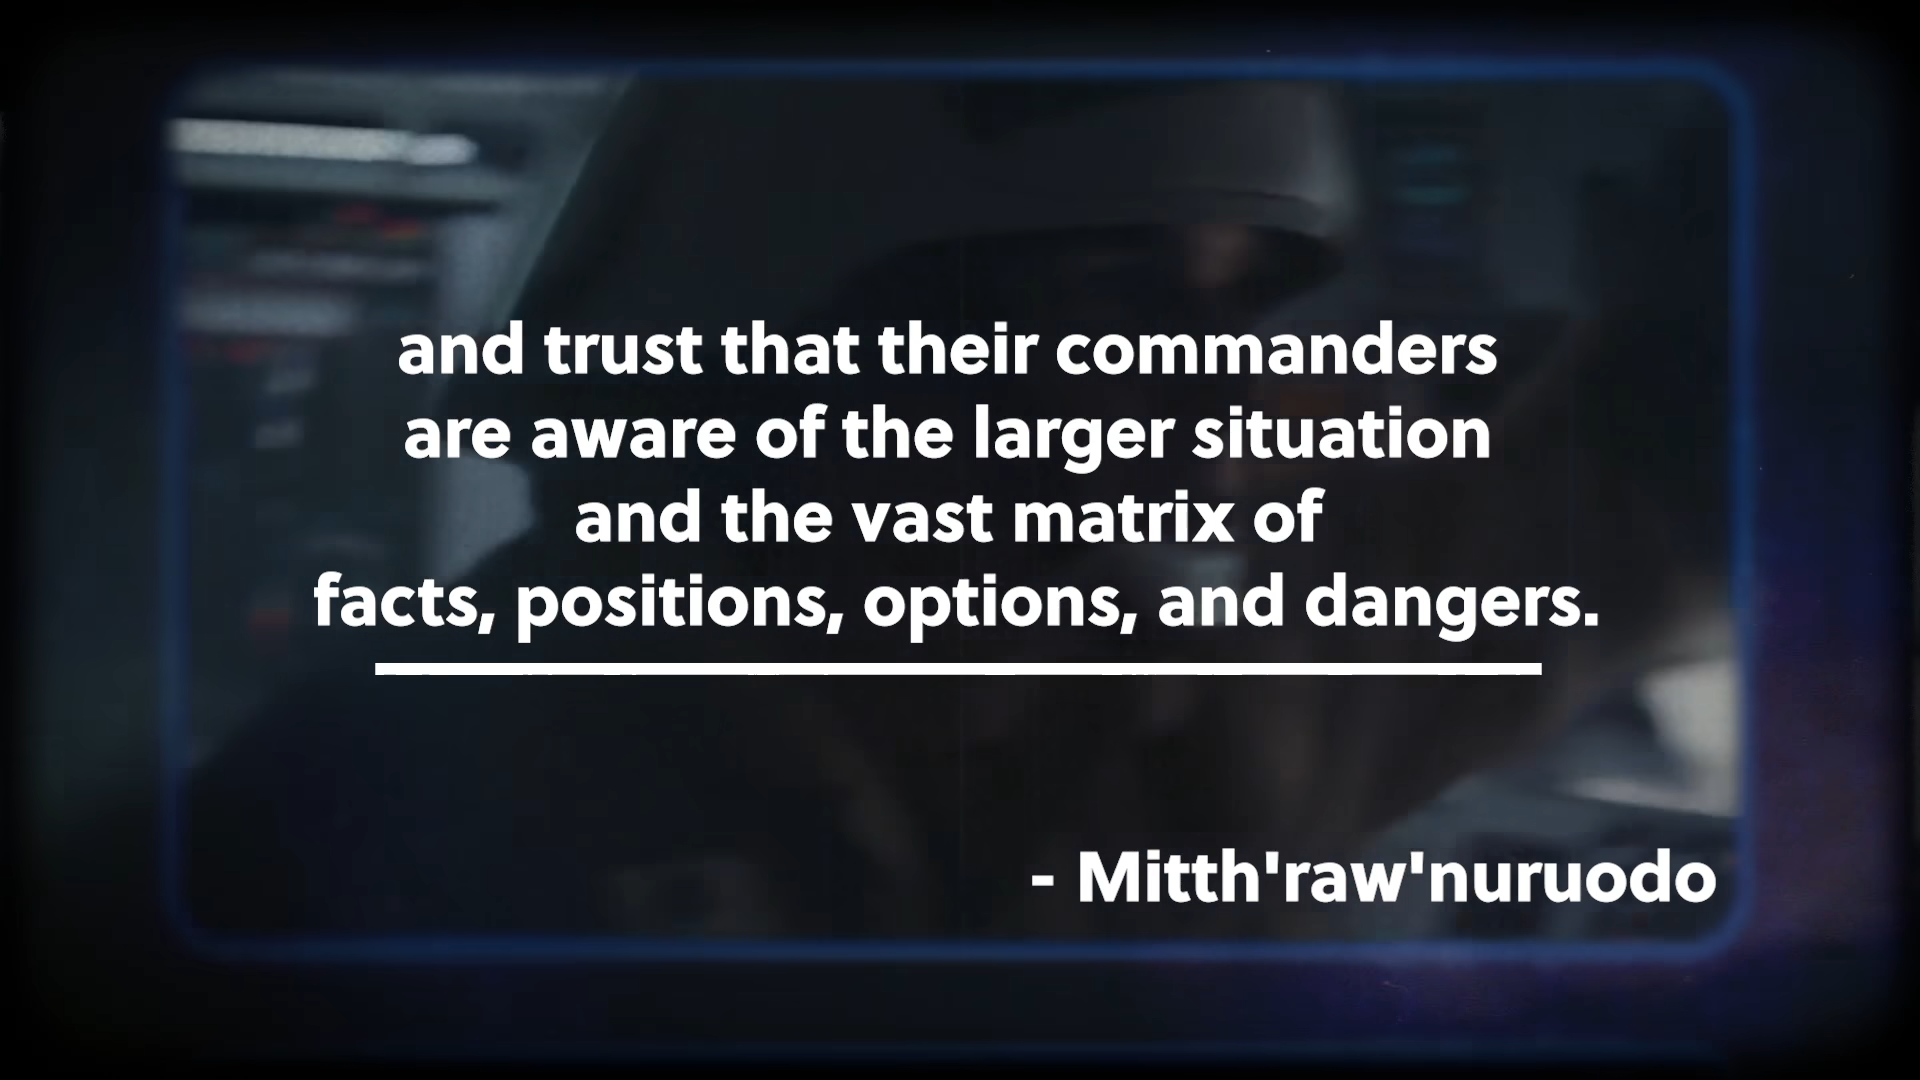 and trust that their commanders
are aware of the larger situation
and the vast matrix of
facts, positions, options, and dangers.
- Mitth'raw'nuruodo